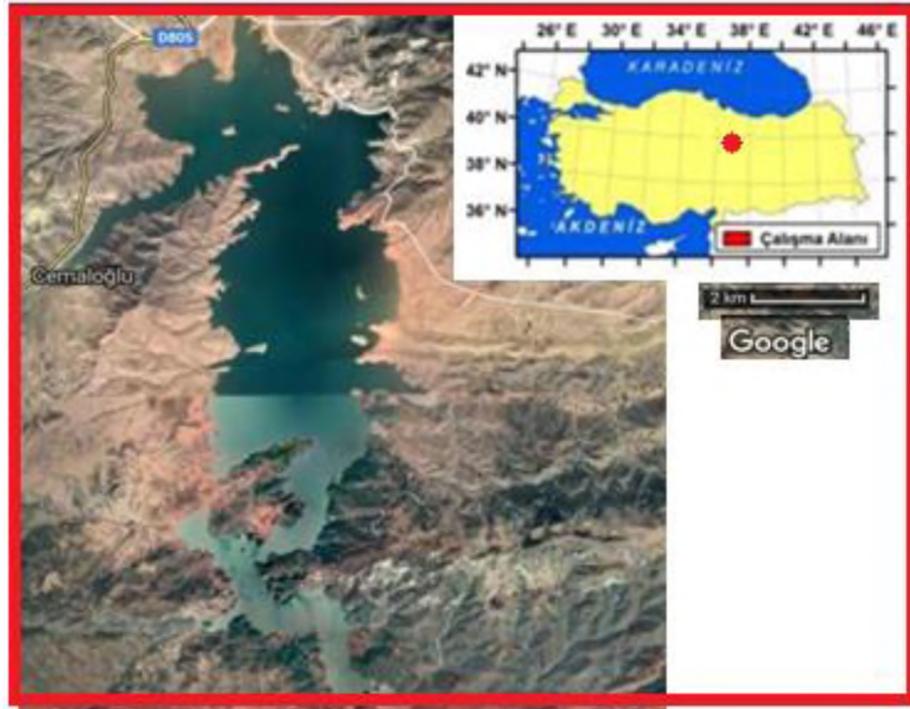 D805
26° E 30° E 34° E 38° E 42° E 46° E
42° N
KARADENİZ
40° N
38° N
36° N
AKDENİZ
Çalışma Alanı
Cemaloğlu
2 km
Google